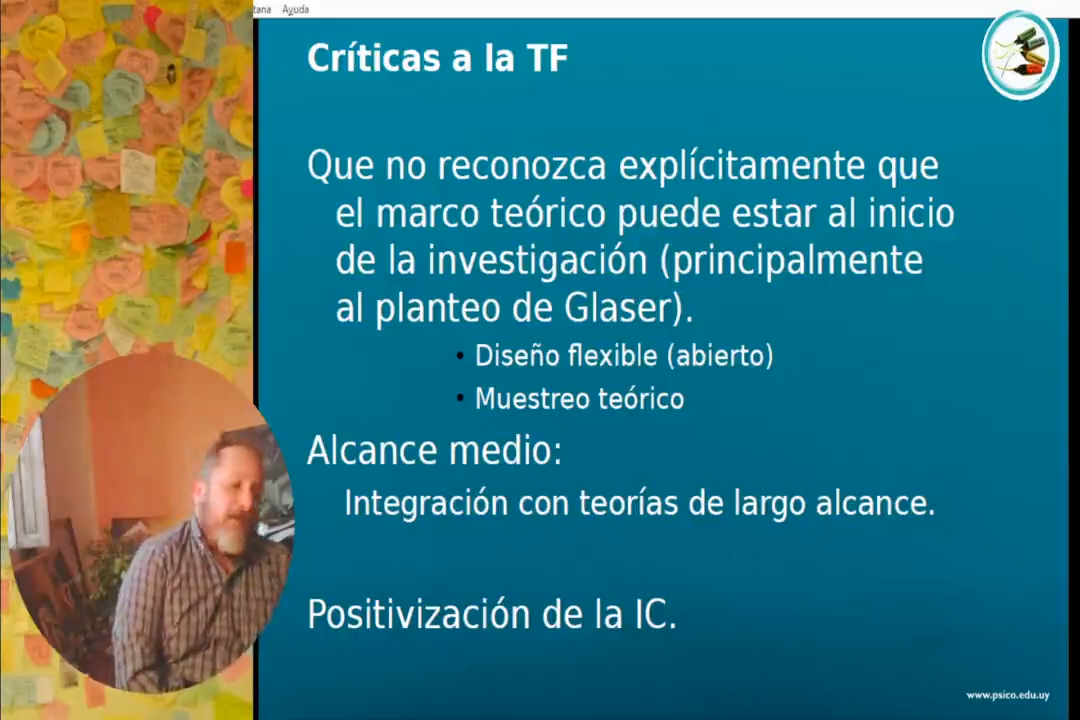 tana Ayuda
Críticas a la TF
Que no reconozca explícitamente que
el marco teórico puede estar al inicio
de la investigación (principalmente
al planteo de Glaser).
• Diseño flexible (abierto)
• Muestreo teórico
Alcance medio:
Integración con teorías de largo alcance.
Positivización de la IC.
www.psico.edu.uy